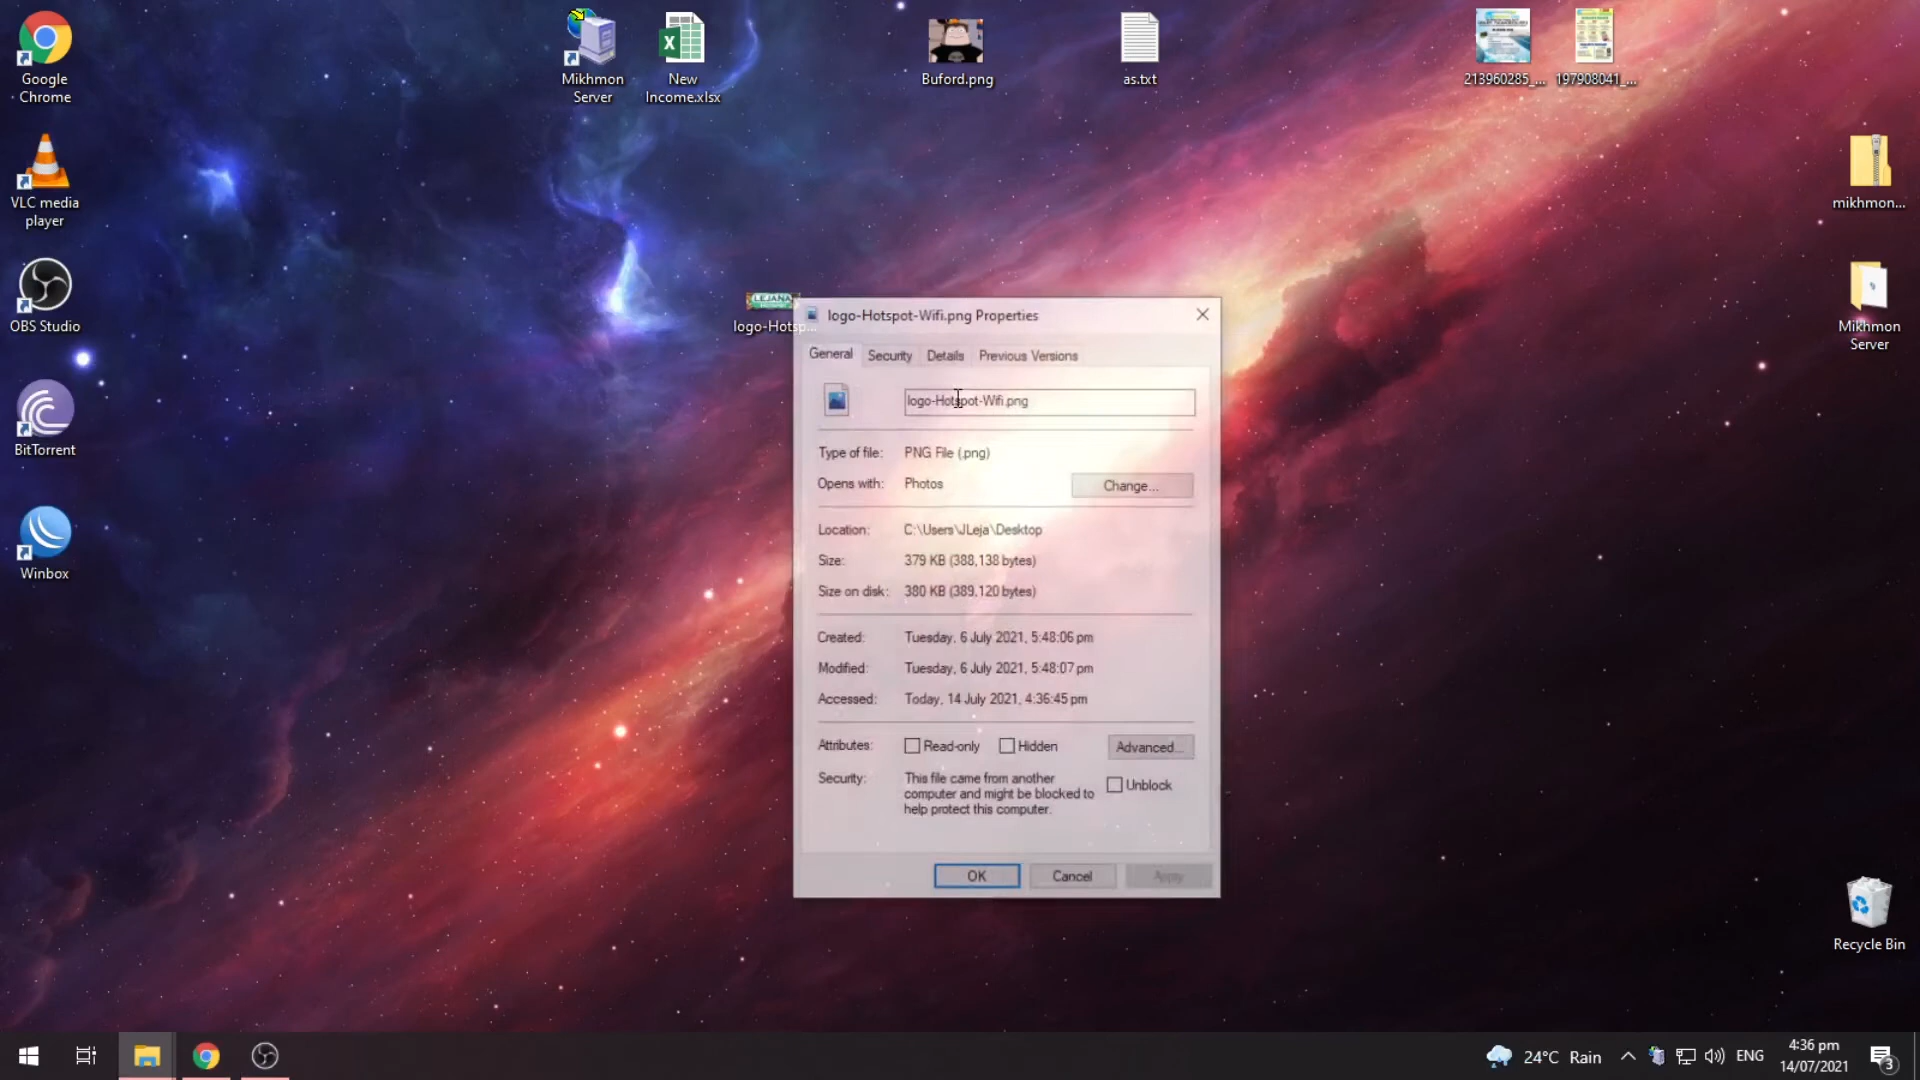 Google
Chrome
Mikhmon
Server
New
Income.xlsx
Buford.png
as.txt
213960285_...
197908041_...
VLC media
player
mikhmon...
OBS Studio
Mikhmon
Server
LEJANA
logo-Hotsp...
BitTorrent
Winbox
logo-Hotspot-Wifi.png Properties
General Security Details Previous Versions
logo-Hotspot-Wifi.png
Type of file: PNG File (.png)
Opens with: Photos Change...
Location: C:\Users\JLeja\Desktop
Size: 379 KB (388,138 bytes)
Size on disk: 380 KB (389,120 bytes)
Created: Tuesday, 6 July 2021, 5:48:06 pm
Modified: Tuesday, 6 July 2021, 5:48:07 pm
Accessed: Today, 14 July 2021, 4:36:45 pm
Attributes: Read-only Hidden Advanced...
Security: This file came from another
computer and might be blocked to
help protect this computer.
Unblock
OK Cancel Apply
Recycle Bin
24°C Rain ENG
4:36 pm
14/07/2021
3